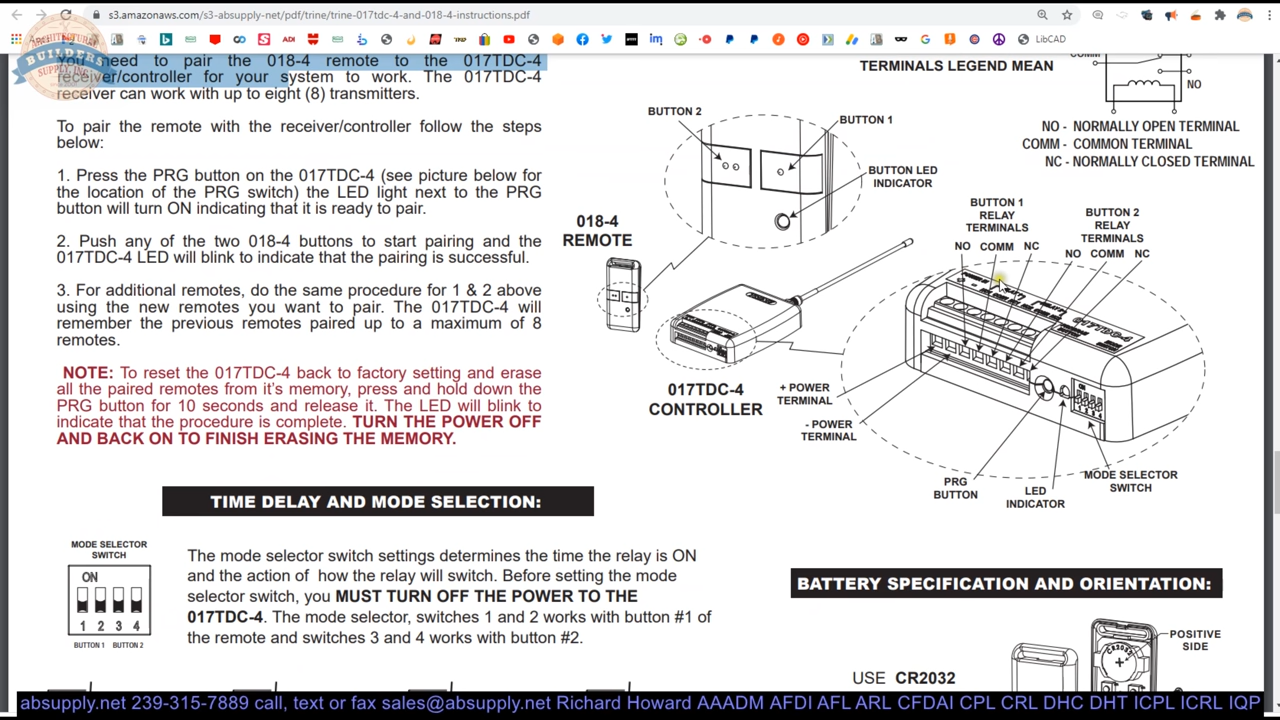 s3.amazonaws.com/s3-absupply-net/pdf/trine/trine-017tdc-4-and-018-4-instructions.pdf
LibCAD
ARCHITECTURAL
BUILDERS
SUPPLY INC
You need to pair the 018-4 remote to the 017TDC-4
receiver/controller for your system to work. The 017TDC-4
receiver can work with up to eight (8) transmitters.
To pair the remote with the receiver/controller follow the steps
below:
1. Press the PRG button on the 017TDC-4 (see picture below for
the location of the PRG switch) the LED light next to the PRG
button will turn ON indicating that it is ready to pair.
2. Push any of the two 018-4 buttons to start pairing and the
017TDC-4 LED will blink to indicate that the pairing is successful.
3. For additional remotes, do the same procedure for 1 & 2 above
using the new remotes you want to pair. The 017TDC-4 will
remember the previous remotes paired up to a maximum of 8
remotes.
NOTE: To reset the 017TDC-4 back to factory setting and erase
all the paired remotes from it's memory, press and hold down the
PRG button for 10 seconds and release it. The LED will blink to
indicate that the procedure is complete. TURN THE POWER OFF
AND BACK ON TO FINISH ERASING THE MEMORY.
TERMINALS LEGEND MEAN
COMM
NO
NO - NORMALLY OPEN TERMINAL
COMM - COMMON TERMINAL
NC - NORMALLY CLOSED TERMINAL
BUTTON 2
BUTTON 1
BUTTON LED
INDICATOR
018-4
REMOTE
BUTTON 1
RELAY
TERMINALS
NO COMM NC
BUTTON 2
RELAY
TERMINALS
NO COMM NC
017TDC-4
017TDC-4
CONTROLLER
+ POWER
TERMINAL
- POWER
TERMINAL
ON
1 2 3 4
PRG
BUTTON
LED
INDICATOR
MODE SELECTOR
SWITCH
TIME DELAY AND MODE SELECTION:
MODE SELECTOR
SWITCH
ON
1 2 3 4
BUTTON 1 BUTTON 2
The mode selector switch settings determines the time the relay is ON
and the action of how the relay will switch. Before setting the mode
selector switch, you MUST TURN OFF THE POWER TO THE
017TDC-4. The mode selector, switches 1 and 2 works with button #1 of
the remote and switches 3 and 4 works with button #2.
BATTERY SPECIFICATION AND ORIENTATION:
USE CR2032
CR2032
+
POSITIVE
SIDE
absupply.net 239-315-7889 call, text or fax sales@absupply.net Richard Howard AAADM AFDI AFL ARL CFDAI CPL CRL DHC DHT ICPL ICRL IQP